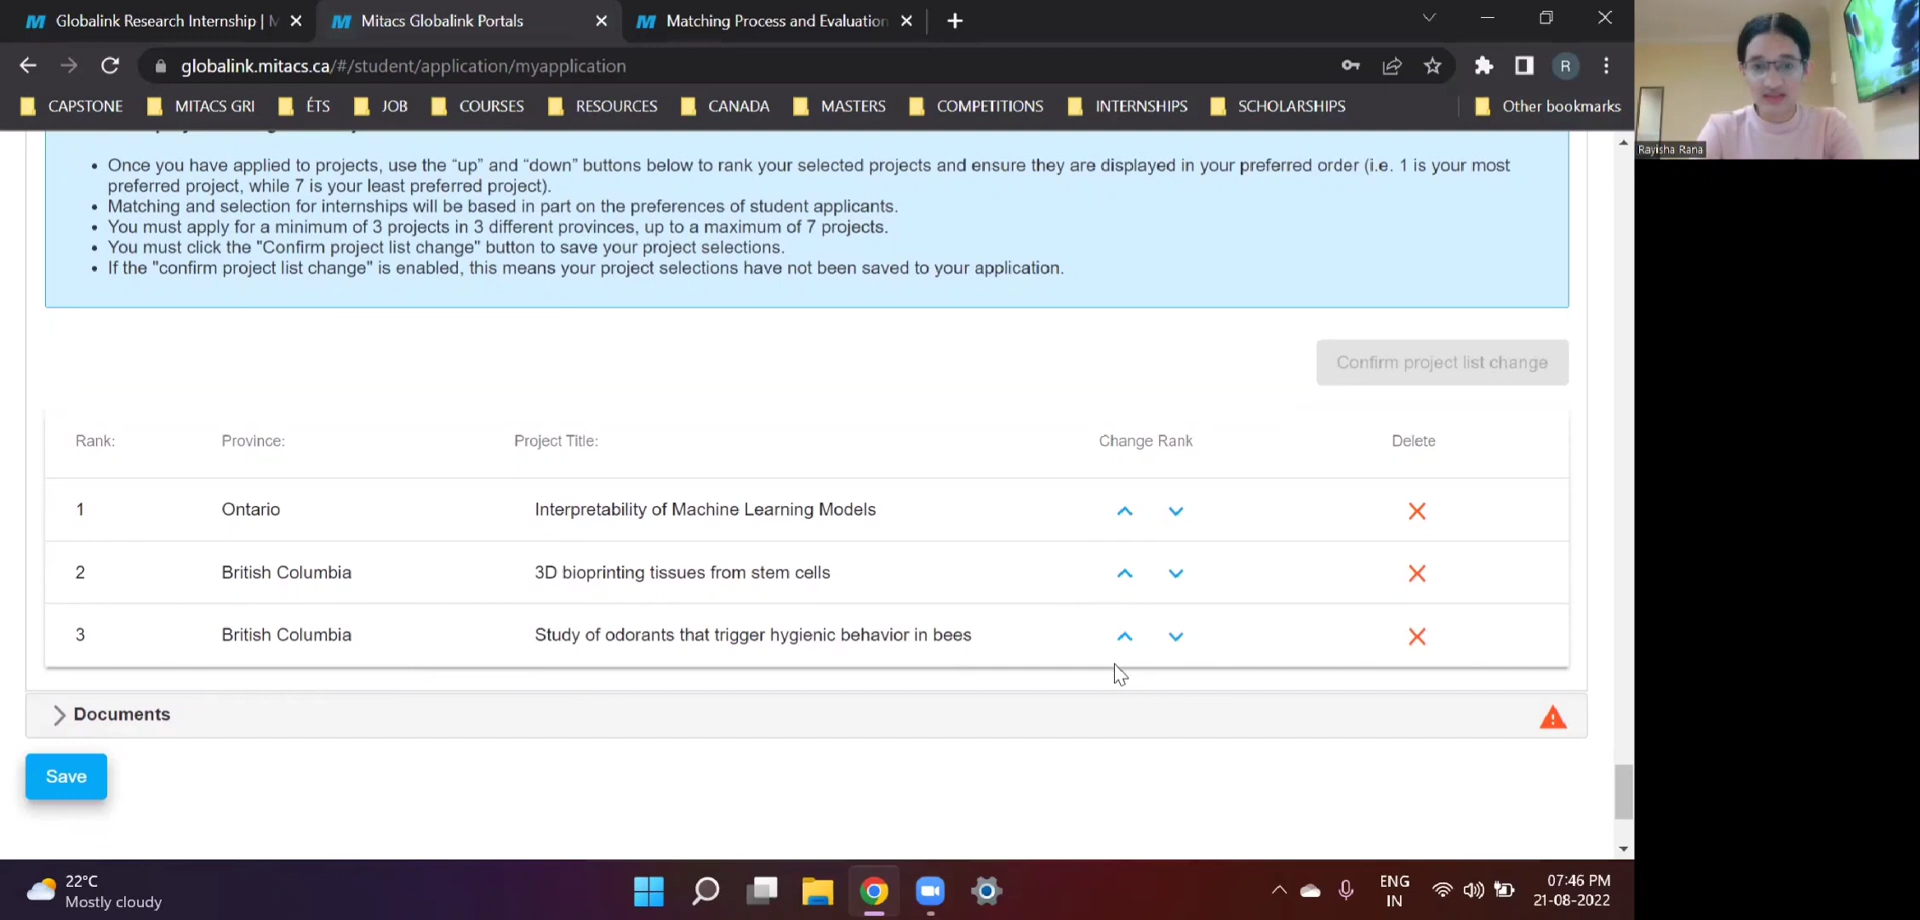 Globalink Research Internship | M
Mitacs Globalink Portals
Matching Process and Evaluation
globalink.mitacs.ca/#/student/application/myapplication
R
CAPSTONE
MITACS GRI
ÉTS
JOB
COURSES
RESOURCES
CANADA
MASTERS
COMPETITIONS
INTERNSHIPS
SCHOLARSHIPS
Other bookmarks
Rayisha Rana
• Once you have applied to projects, use the “up” and “down” buttons below to rank your selected projects and ensure they are displayed in your preferred order (i.e. 1 is your most
preferred project, while 7 is your least preferred project).
• Matching and selection for internships will be based in part on the preferences of student applicants.
• You must apply for a minimum of 3 projects in 3 different provinces, up to a maximum of 7 projects.
• You must click the "Confirm project list change" button to save your project selections.
• If the "confirm project list change" is enabled, this means your project selections have not been saved to your application.
Confirm project list change
Rank: Province: Project Title: Change Rank Delete
1 Ontario Interpretability of Machine Learning Models
2 British Columbia 3D bioprinting tissues from stem cells
3 British Columbia Study of odorants that trigger hygienic behavior in bees
Documents
Save
22°C
Mostly cloudy
ENG
IN
07:46 PM
21-08-2022